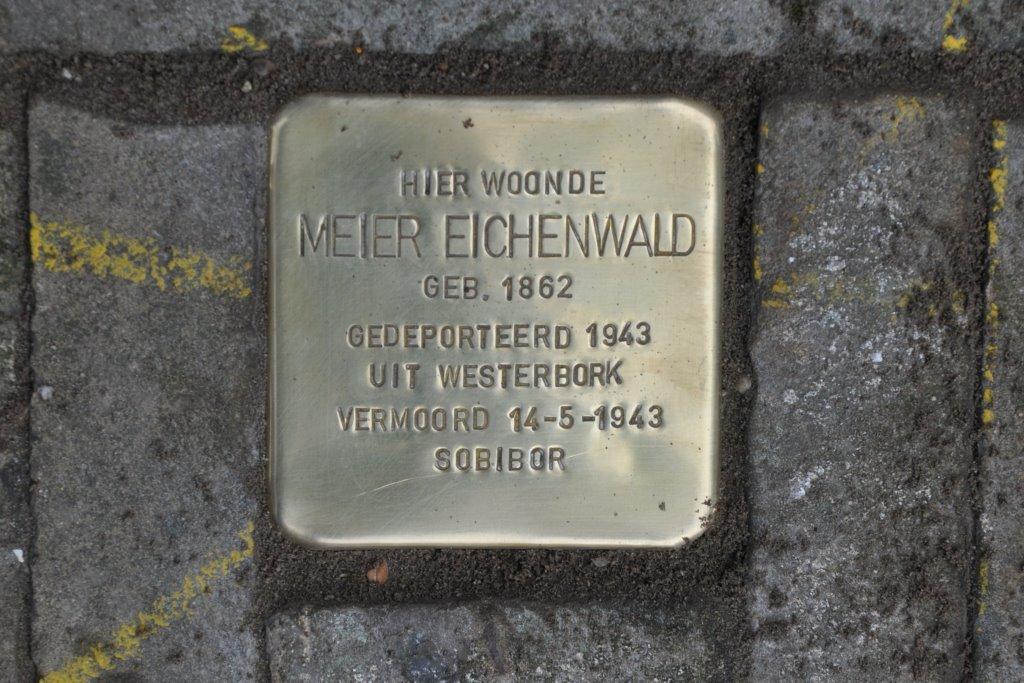 HIER WOONDE
MEIER EICHENWALD
GEB. 1862
GEDEPORTEERD 1943
UIT WESTERBORK
VERMOORD 14-5-1943
SOBIBOR